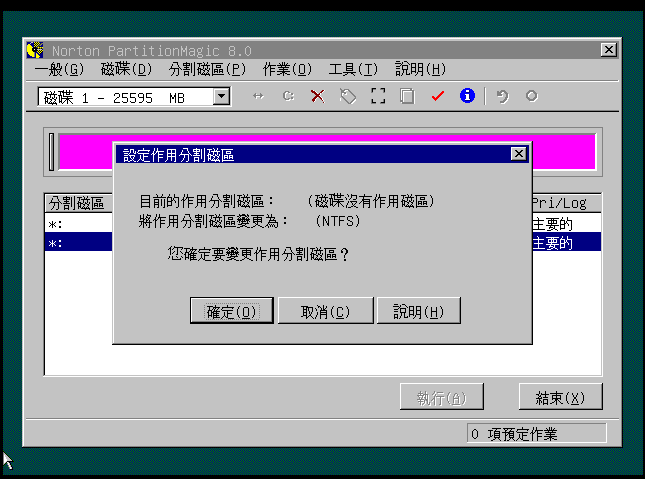 Norton PartitionMagic 8.0
一般(G) 磁碟(D) 分割磁區(P) 作業(O) 工具(T) 說明(H)
磁碟 1 - 25595 MB
C:
設定作用分割磁區
目前的作用分割磁區： (磁碟沒有作用磁區)
將作用分割磁區變更為： (NTFS)
您確定要變更作用分割磁區？
確定(O) 取消(C) 說明(H)
分割磁區 Pri/Log
*: 主要的
*: 主要的
執行(A) 結束(X)
0 項預定作業